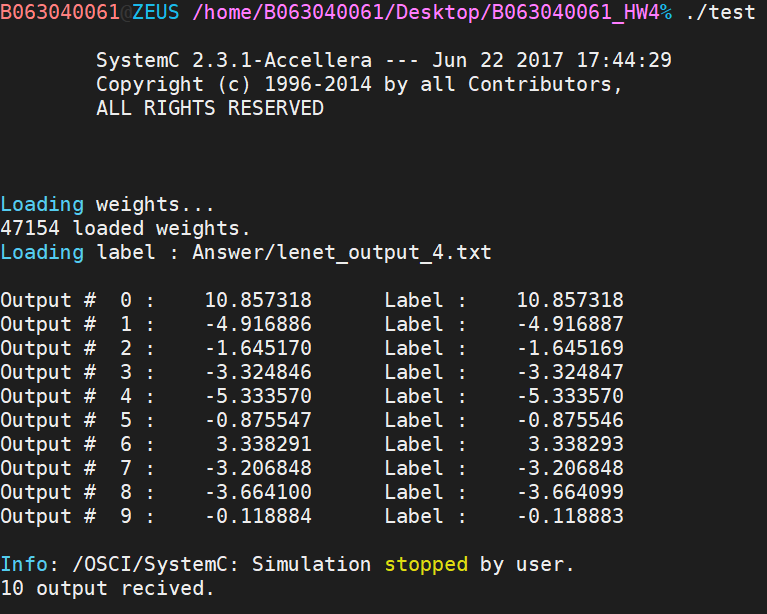 B063040061@ZEUS /home/B063040061/Desktop/B063040061_HW4% ./test
SystemC 2.3.1-Accellera --- Jun 22 2017 17:44:29
Copyright (c) 1996-2014 by all Contributors,
ALL RIGHTS RESERVED
Loading weights...
47154 loaded weights.
Loading label : Answer/lenet_output_4.txt
Output #  0 :    10.857318      Label :    10.857318
Output #  1 :    -4.916886      Label :    -4.916887
Output #  2 :    -1.645170      Label :    -1.645169
Output #  3 :    -3.324846      Label :    -3.324847
Output #  4 :    -5.333570      Label :    -5.333570
Output #  5 :    -0.875547      Label :    -0.875546
Output #  6 :     3.338291      Label :     3.338293
Output #  7 :    -3.206848      Label :    -3.206848
Output #  8 :    -3.664100      Label :    -3.664099
Output #  9 :    -0.118884      Label :    -0.118883
Info: /OSCI/SystemC: Simulation stopped by user.
10 output recived.